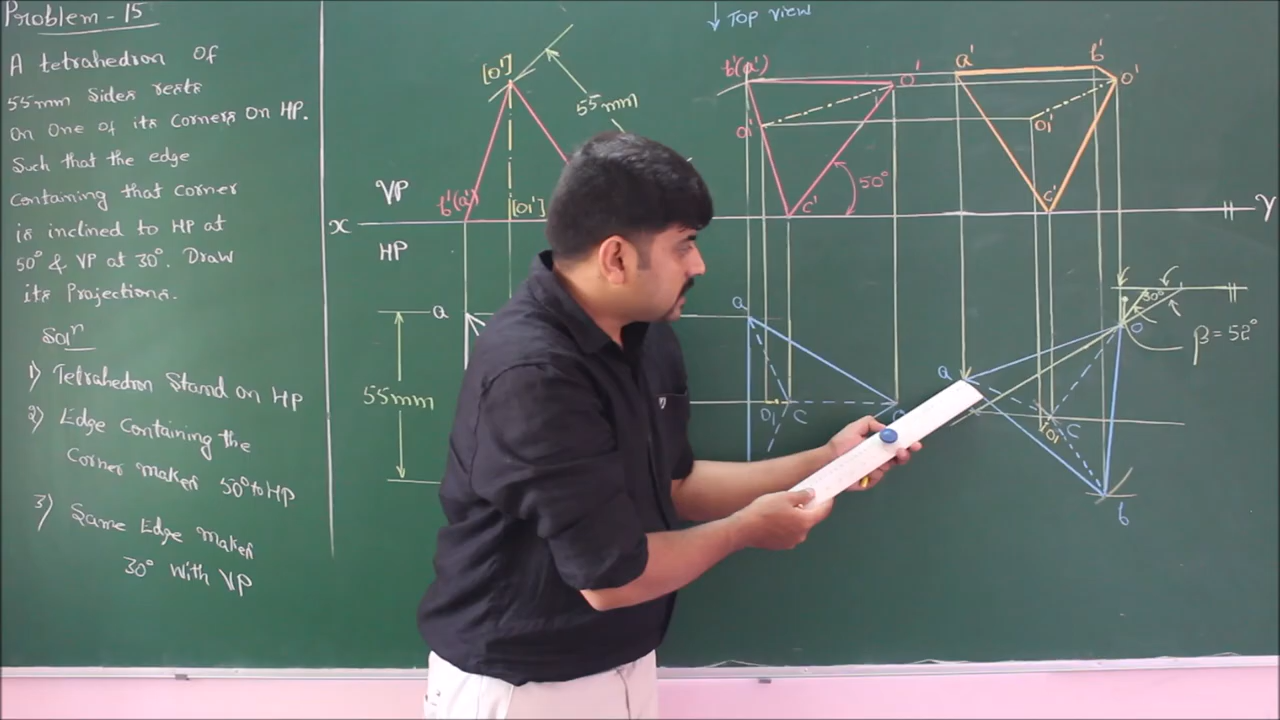 Problem - 15
A tetrahedron Of
55mm Sides rests
On One of its Corners On HP.
Such that the edge
Containing that Corner
is inclined to HP at
50° & VP at 30°. Draw
its Projections.
Solⁿ
1) Tetrahedron Stand on HP
2) Edge Containing the
Corner makes 50° to HP
3) Same Edge makes
30° With VP
↓ Top view
[O']
55mm
b'(a')
[O1']
VP
X
HP
a
55mm
b'(a')
O'
O1'
50°
c'
a
O1
C
a'
b'
O'
O1'
c'
Y
30°
O
β = 52°
a
O1
C
b